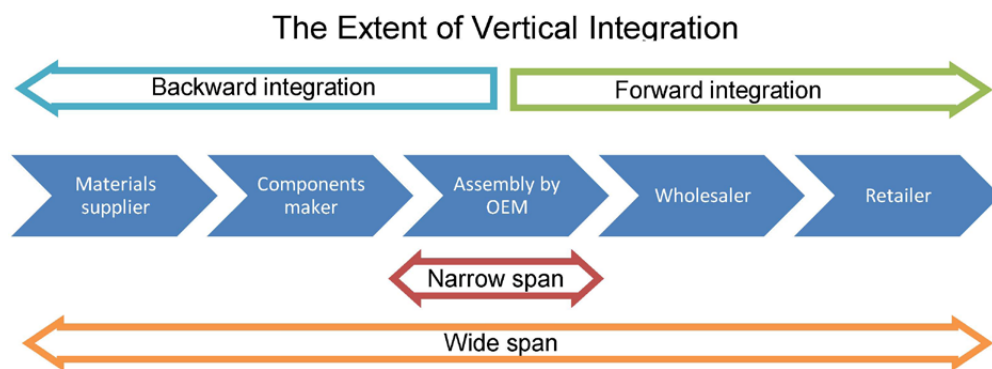 The Extent of Vertical Integration
Backward integration
Forward integration
Materials
supplier
Components
maker
Assembly by
OEM
Wholesaler
Retailer
Narrow span
Wide span